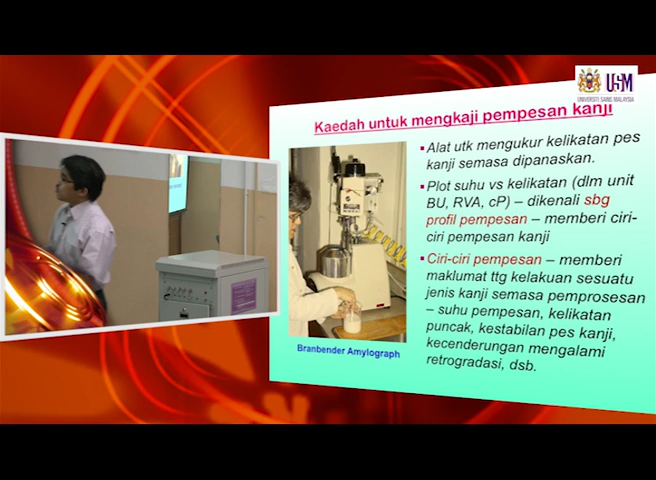 USM
UNIVERSITI SAINS MALAYSIA
Kaedah untuk mengkaji pempesan kanji
Alat utk mengukur kelikatan pes
kanji semasa dipanaskan.
Plot suhu vs kelikatan (dlm unit
BU, RVA, cP) – dikenali sbg
profil pempesan – memberi ciri-
ciri pempesan kanji
Ciri-ciri pempesan – memberi
maklumat ttg kelakuan sesuatu
jenis kanji semasa pemprosesan
– suhu pempesan, kelikatan
puncak, kestabilan pes kanji,
kecenderungan mengalami
retrogradasi, dsb.
Branbender Amylograph